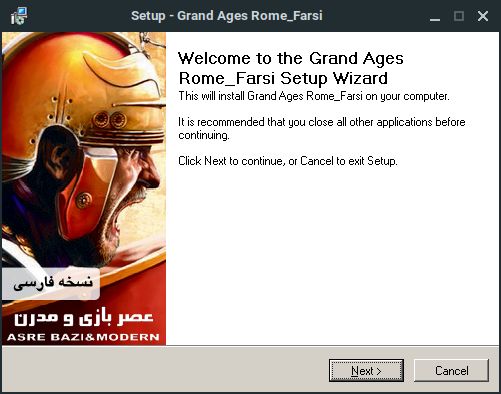 Setup - Grand Ages Rome_Farsi
Welcome to the Grand Ages
Rome_Farsi Setup Wizard
This will install Grand Ages Rome_Farsi on your computer.
It is recommended that you close all other applications before
continuing.
Click Next to continue, or Cancel to exit Setup.
نسخه فارسی
عصر بازی و مدرن
ASRE BAZI&MODERN
Next >
Cancel